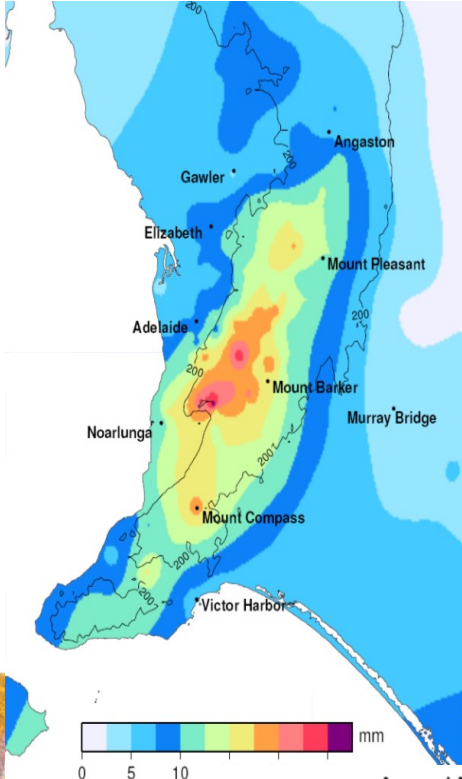 200
Angaston
200
Gawler
Elizabeth
Mount Pleasant
200
Adelaide
200
Mount Barker
Murray Bridge
Noarlunga
200
Mount Compass
200
200
Victor Harbor
mm
0 5 10